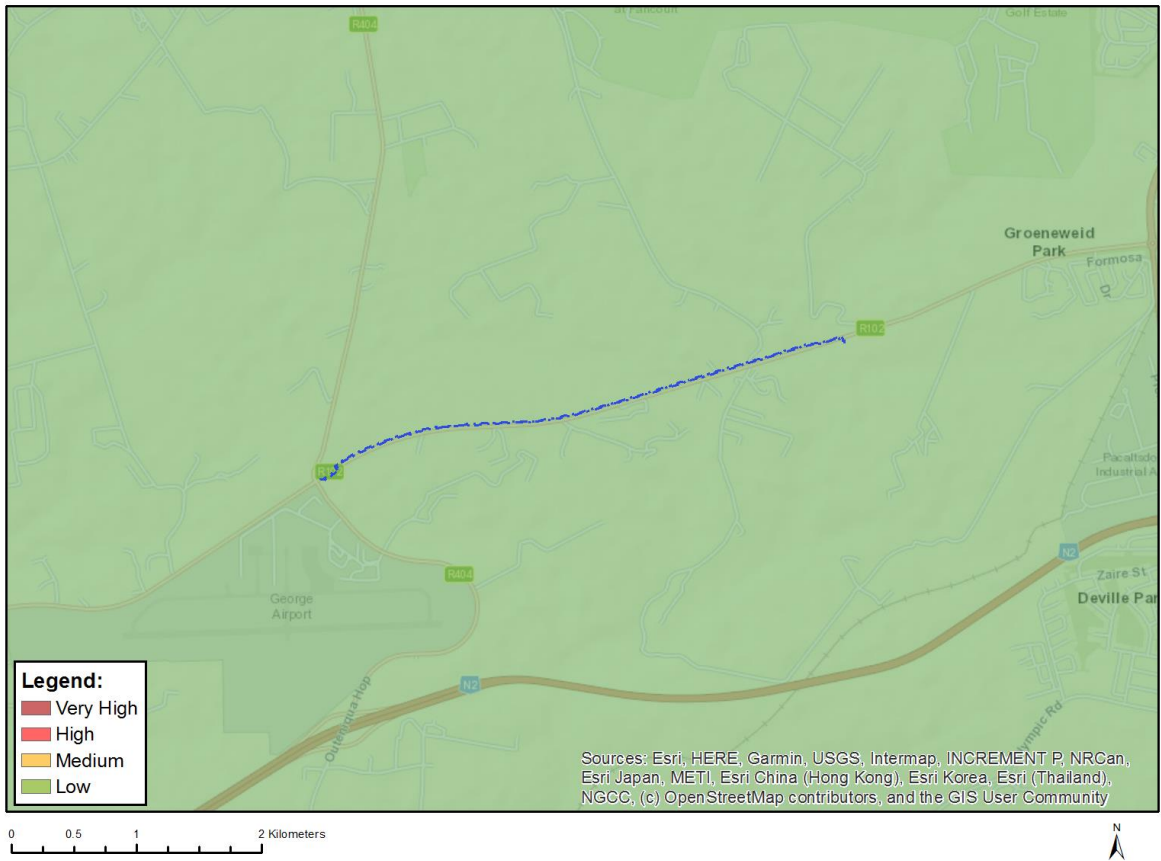 R404
at Fancourt
Golf Estate
Groeneweid
Park
Formosa
Dr
R102
Pacaltsdo
Industrial A
R404
N2
George
Airport
Zaire St
Deville Par
N2
Outeniqua Hop
lympic Rd
Legend:
Very High
High
Medium
Low
Sources: Esri, HERE, Garmin, USGS, Intermap, INCREMENT P, NRCan,
Esri Japan, METI, Esri China (Hong Kong), Esri Korea, Esri (Thailand),
NGCC, (c) OpenStreetMap contributors, and the GIS User Community
0 0.5 1 2 Kilometers
N